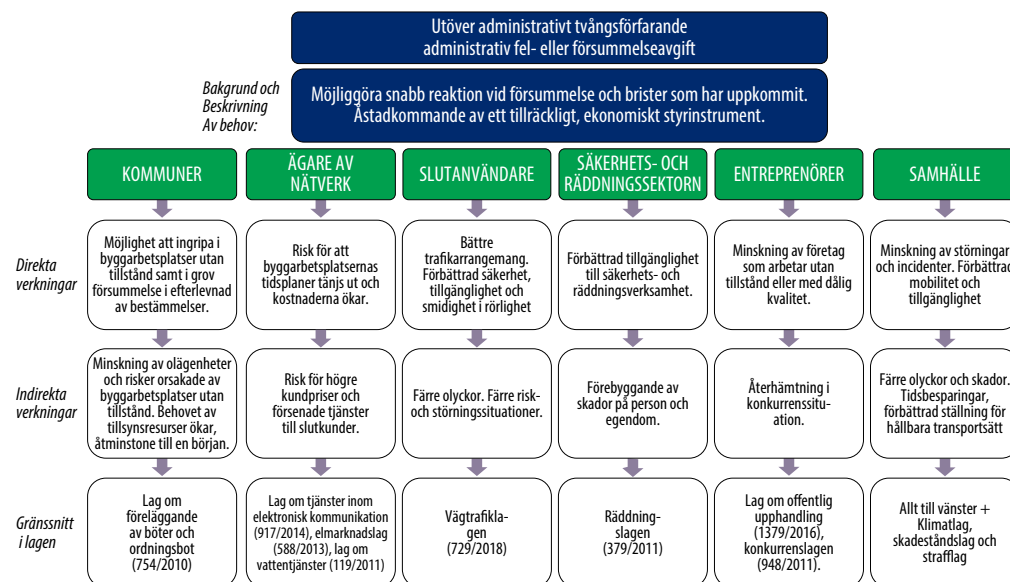 Utöver administrativt tvångsförfarande
administrativ fel- eller försummelseavgift
Bakgrund och
Beskrivning
Av behov:
Möjliggöra snabb reaktion vid försummelse och brister som har uppkommit.
Åstadkommande av ett tillräckligt, ekonomiskt styrinstrument.
KOMMUNER
ÄGARE AV
NÄTVERK
SLUTANVÄNDARE
SÄKERHETS- OCH
RÄDDNINGSSEKTORN
ENTREPRENÖRER
SAMHÄLLE
Direkta
verkningar
Möjlighet att ingripa i
byggarbetsplatser utan
tillstånd samt i grov
försummelse i efterlevnad
av bestämmelser.
Risk för att
byggarbetsplatsernas
tidsplaner tänjs ut och
kostnaderna ökar.
Bättre
trafikarrangemang.
Förbättrad säkerhet,
tillgänglighet och
smidighet i rörlighet
Förbättrad tillgänglighet
till säkerhets- och
räddningsverksamhet.
Minskning av företag
som arbetar utan
tillstånd eller med dålig
kvalitet.
Minskning av störningar
och incidenter. Förbättrad
mobilitet och
tillgänglighet
Indirekta
verkningar
Minskning av olägenheter
och risker orsakade av
byggarbetsplatser utan
tillstånd. Behovet av
tillsynsresurser ökar,
åtminstone till en början.
Risk för högre
kundpriser och
försenade tjänster
till slutkunder.
Färre olyckor. Färre risk-
och störningssituationer.
Förebyggande av
skador på person och
egendom.
Återhämtning i
konkurrenssitu-
ation.
Färre olyckor och skador.
Tidsbesparingar,
förbättrad ställning för
hållbara transportsätt
Gränssnitt
i lagen
Lag om
föreläggande
av böter och
ordningsbot
(754/2010)
Lag om tjänster inom
elektronisk kommunikation
(917/2014), elmarknadslag
(588/2013), lag om
vattentjänster (119/2011)
Vägtrafikla-
gen
(729/2018)
Räddning-
slagen
(379/2011)
Lag om offentlig
upphandling
(1379/2016),
konkurrenslagen
(948/2011).
Allt till vänster +
Klimatlag,
skadeståndslag och
strafflag